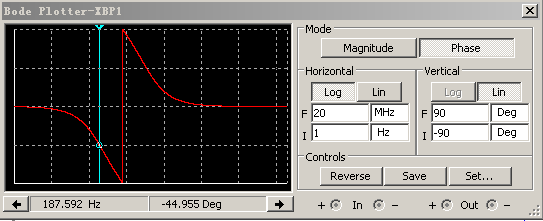 Bode Plotter-XBP1
Mode
Magnitude Phase
Horizontal Vertical
Log Lin Log Lin
F 20 MHz F 90 Deg
I 1 Hz I -90 Deg
Controls
Reverse Save Set...
187.592 Hz -44.955 Deg + In - + Out -